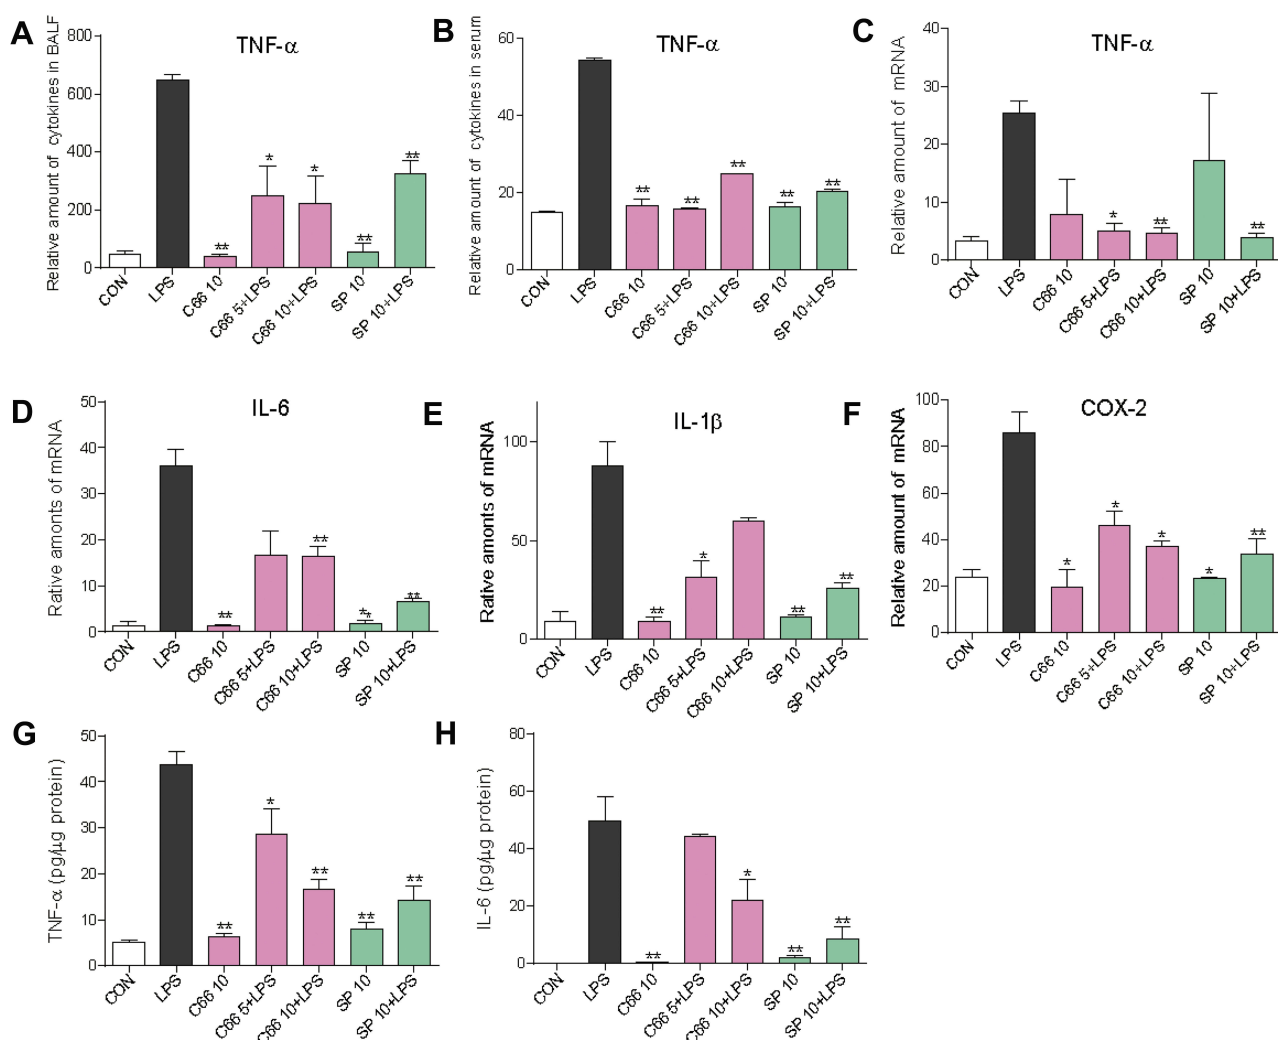 A
TNF-α
Relative amount of cytokines in BALF
800
600
400
200
0
*
*
**
**
**
CON
LPS
C66 10
C66 5+LPS
C66 10+LPS
SP 10
SP 10+LPS
B
TNF-α
Relative amount of cytokines in serum
60
40
20
0
**
**
**
**
**
CON
LPS
C66 10
C66 5+LPS
C66 10+LPS
SP 10
SP 10+LPS
C
TNF-α
Relative amount of mRNA
40
30
20
10
0
*
**
**
CON
LPS
C66 10
C66 5+LPS
C66 10+LPS
SP 10
SP 10+LPS
D
IL-6
Rative amonts of mRNA
50
40
30
20
10
0
**
**
**
**
CON
LPS
C66 10
C66 5+LPS
C66 10+LPS
SP 10
SP 10+LPS
E
IL-1β
Rative amonts of mRNA
100
50
0
**
*
**
**
CON
LPS
C66 10
C66 5+LPS
C66 10+LPS
SP 10
SP 10+LPS
F
COX-2
Relative amount of mRNA
100
80
60
40
20
0
*
*
*
*
**
CON
LPS
C66 10
C66 5+LPS
C66 10+LPS
SP 10
SP 10+LPS
G
TNF-α (pg/μg protein)
50
40
30
20
10
0
**
*
**
**
**
CON
LPS
C66 10
C66 5+LPS
C66 10+LPS
SP 10
SP 10+LPS
H
IL-6 (pg/μg protein)
80
60
40
20
0
**
*
**
**
CON
LPS
C66 10
C66 5+LPS
C66 10+LPS
SP 10
SP 10+LPS